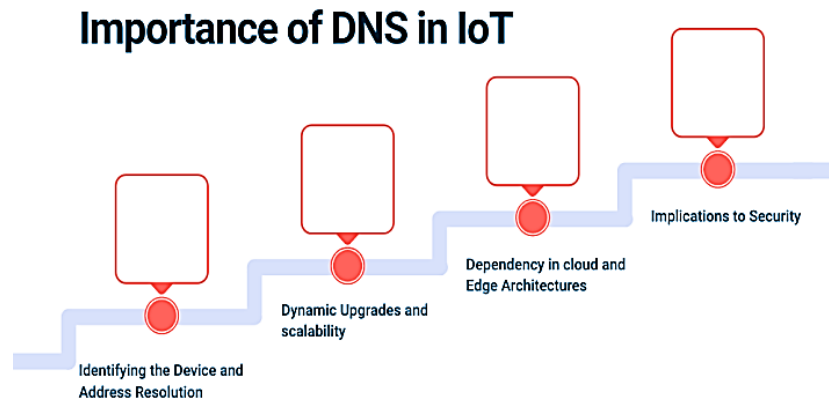 Importance of DNS in IoT
Identifying the Device and
Address Resolution
Dynamic Upgrades and
scalability
Dependency in cloud and
Edge Architectures
Implications to Security